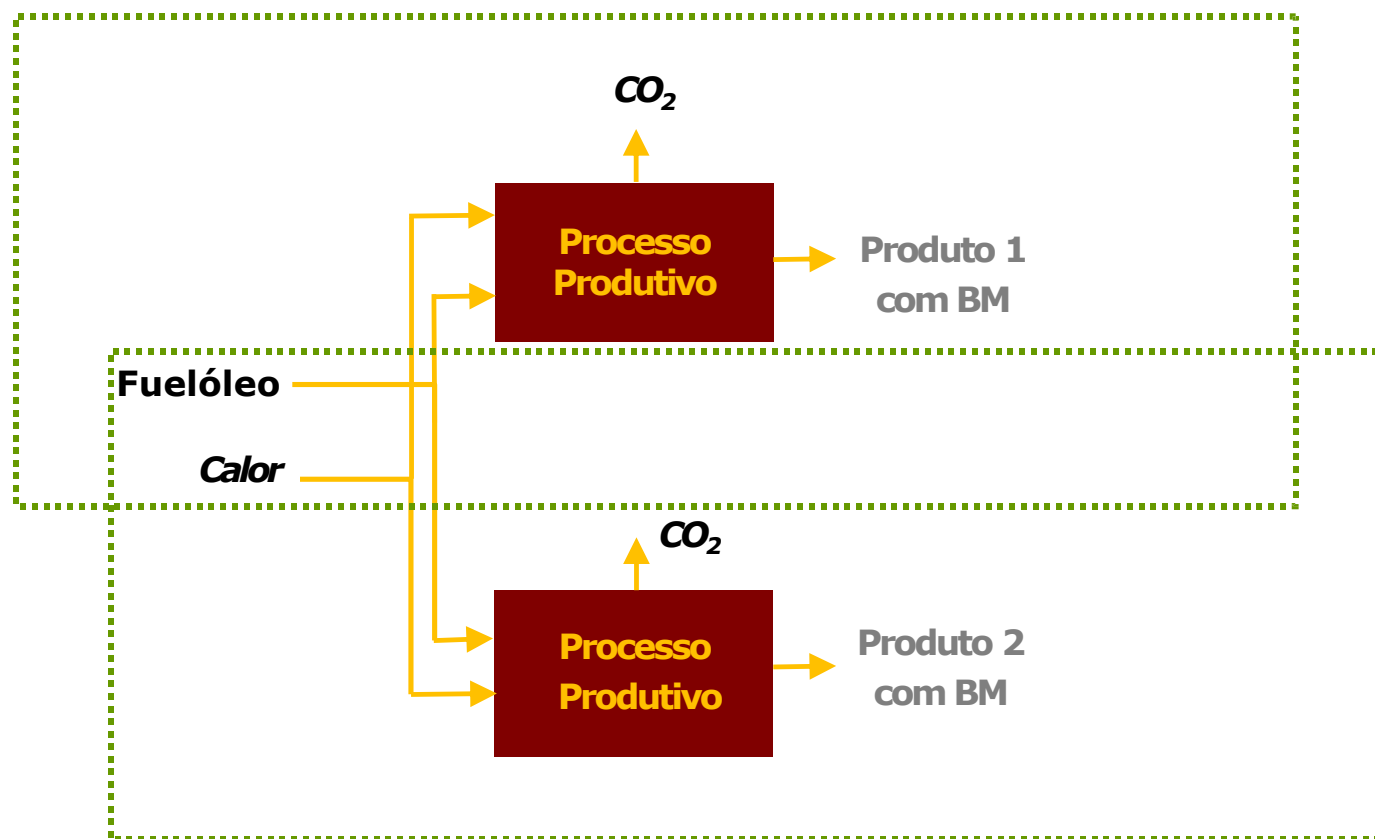 CO₂
Processo
Produtivo
Produto 1
com BM
Fuelóleo
Calor
CO₂
Processo
Produtivo
Produto 2
com BM